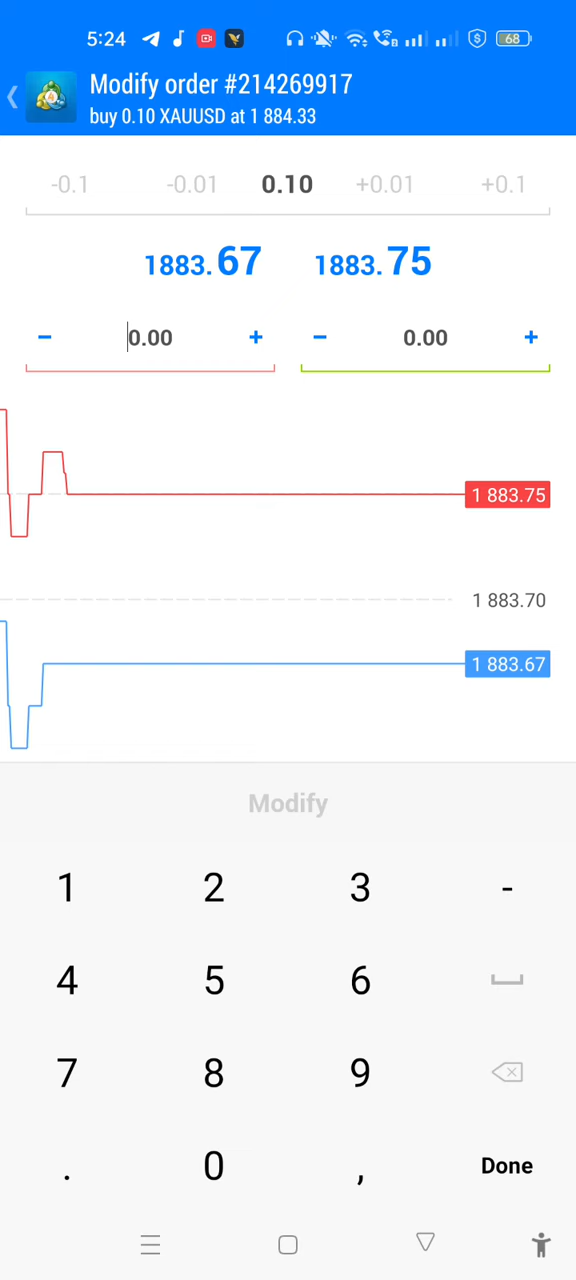 5:24 68
Modify order #214269917
buy 0.10 XAUUSD at 1 884.33
-0.1 -0.01 0.10 +0.01 +0.1
1883.67 1883.75
- 0.00 + - 0.00 +
1 883.75
1 883.70
1 883.67
Modify
1 2 3 -
4 5 6
7 8 9
. 0 , Done